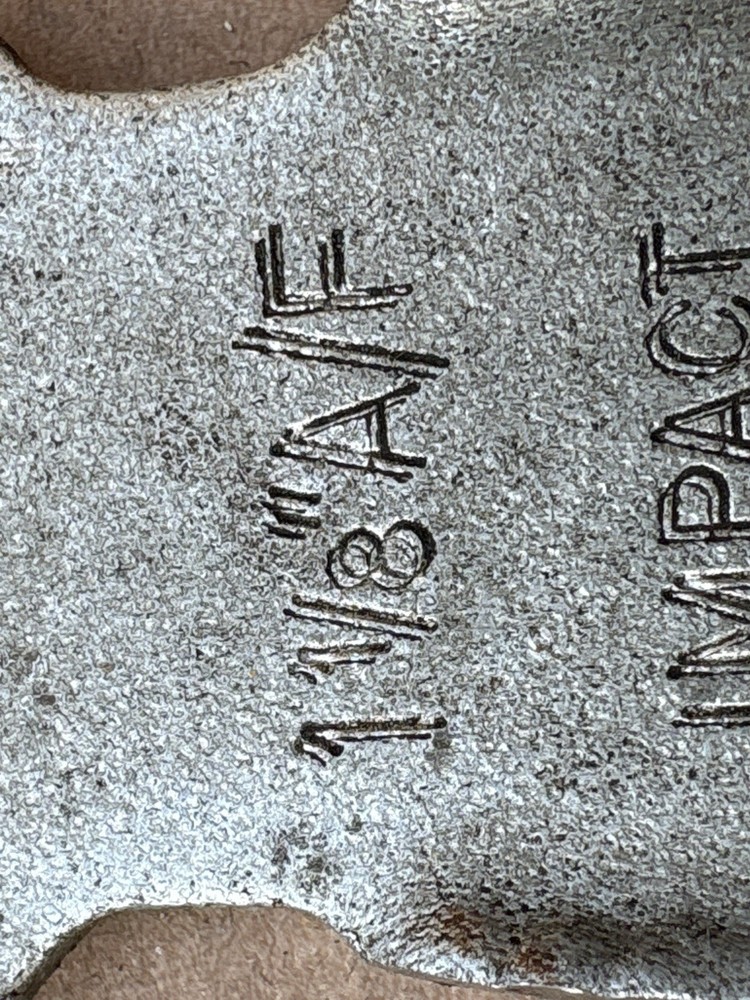 1 1/8" A/F
IMPACT